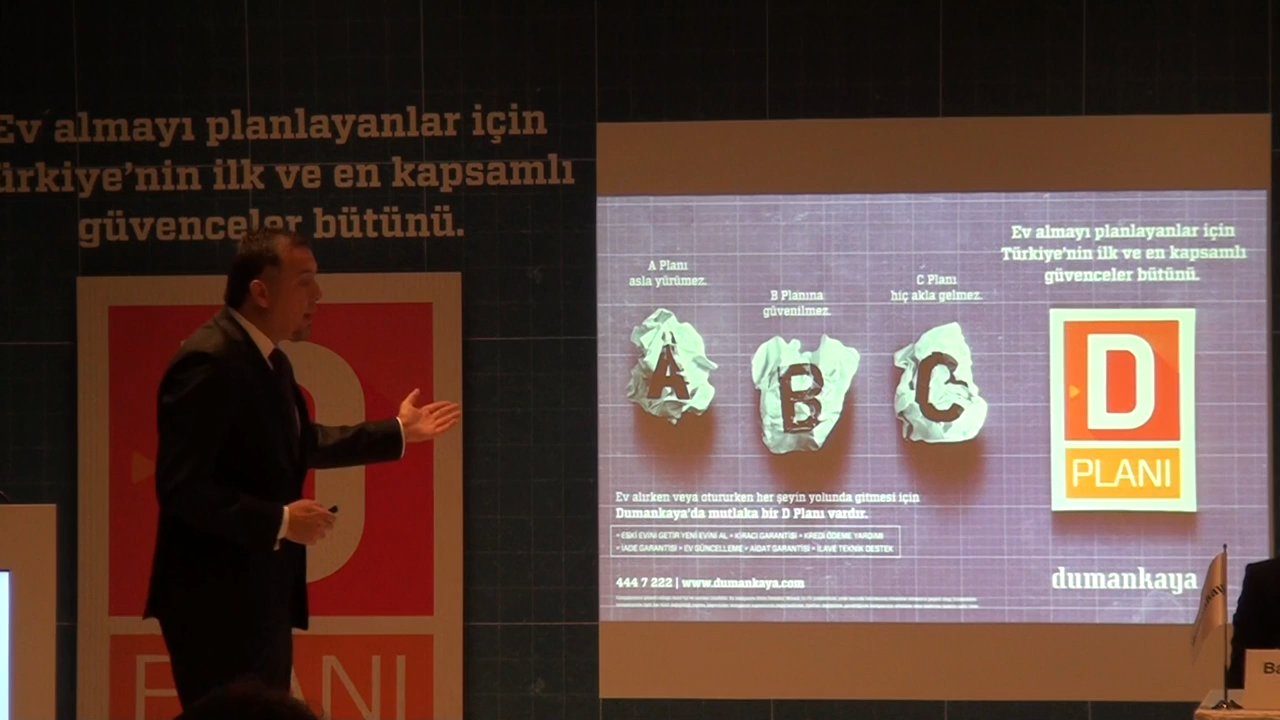 Ev almayı planlayanlar için
ürkiye'nin ilk ve en kapsamlı
güvenceler bütünü.
D
PLANI
Ev almayı planlayanlar için
Türkiye'nin ilk ve en kapsamlı
güvenceler bütünü.
A Planı
asla yürümez.
B Planına
güvenilmez.
C Planı
hiç akla gelmez.
A
B
C
D
PLANI
Ev alırken veya otururken her şeyin yolunda gitmesi için
Dumankaya'da mutlaka bir D Planı vardır.
• ESKİ EVİNİ GETİR YENİ EVİNİ AL • KİRACI GARANTİSİ • KREDİ ÖDEME YARDIMI
• İADE GARANTİSİ • EV GÜNCELLEME • AİDAT GARANTİSİ • İLAVE TEKNİK DESTEK
444 7 222 | www.dumankaya.com
dumankaya
Ba